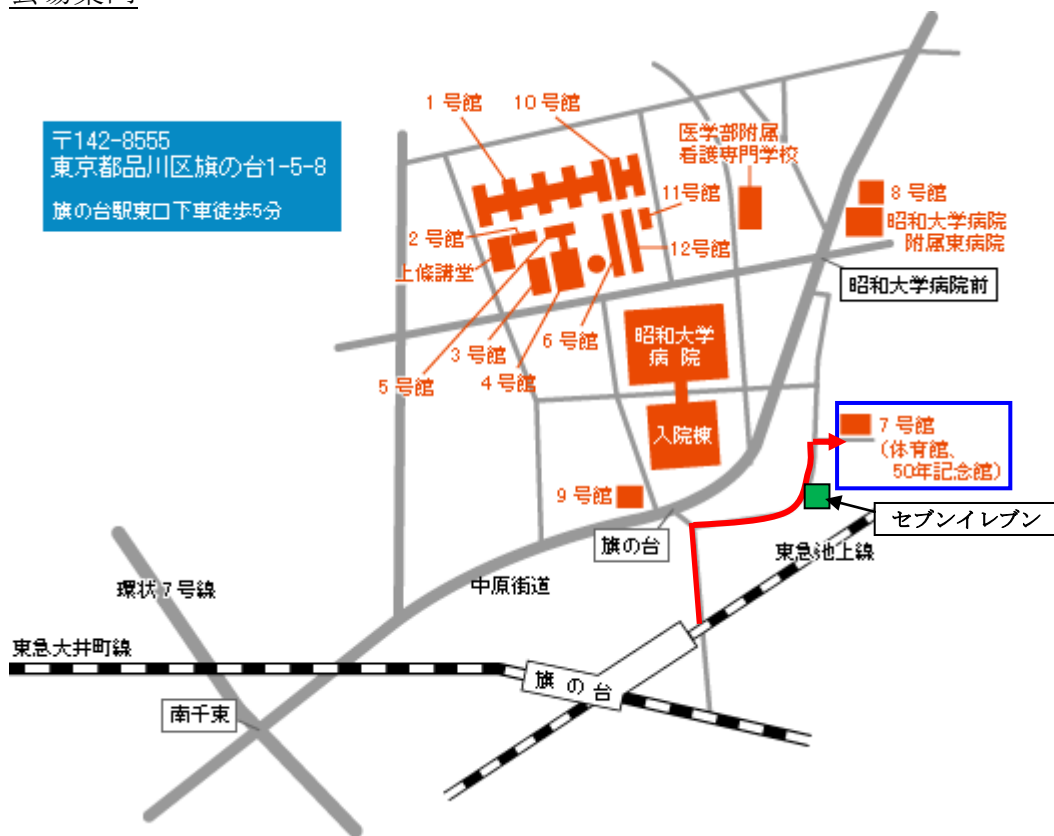 会場案内
1 号館
10 号館
〒142-8555
東京都品川区旗の台1-5-8
旗の台駅東口下車徒歩5分
医学部附属
看護専門学校
11号館
8 号館
昭和大学病院
附属東病院
2 号館
上條講堂
12号館
昭和大学病院前
3 号館
6 号館
5 号館
4 号館
昭和大学
病 院
入院棟
7 号館
(体育館、
50年記念館)
9 号館
セブンイレブン
旗の台
東急池上線
環状7号線
中原街道
東急大井町線
旗 の 台
南千束